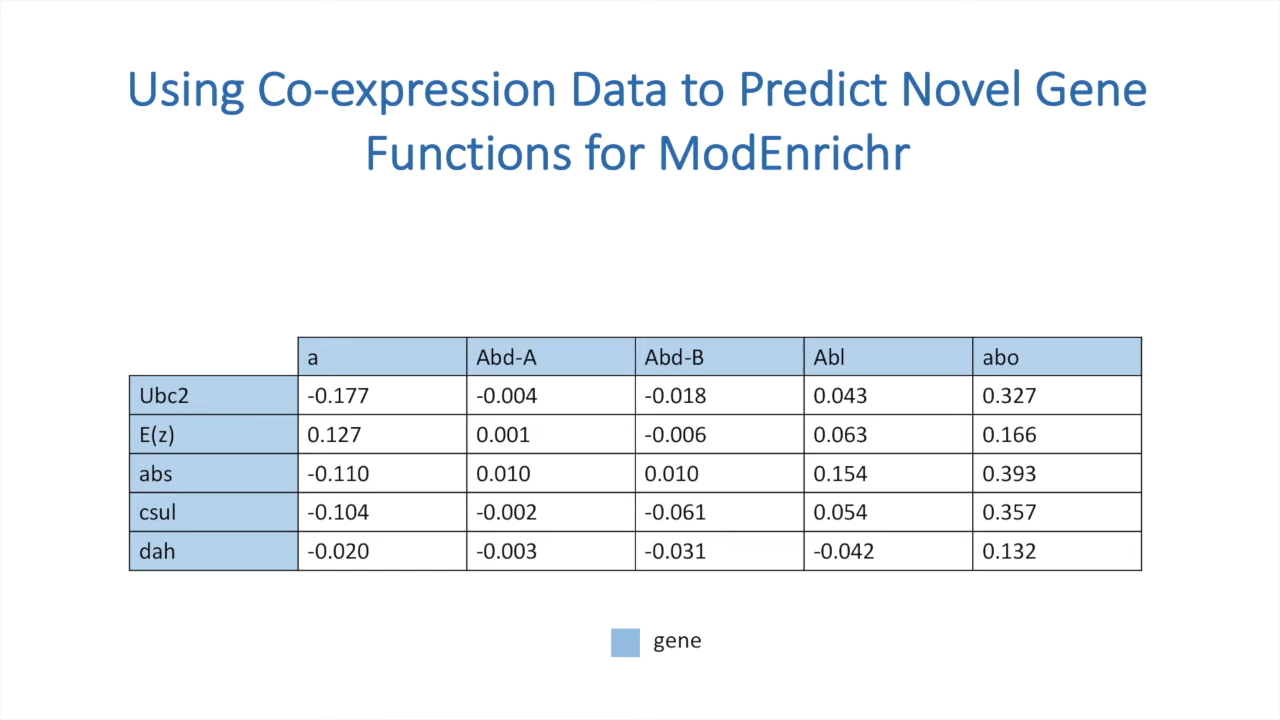 Using Co-expression Data to Predict Novel Gene
Functions for ModEnrichr
a Abd-A Abd-B Abl abo
Ubc2 -0.177 -0.004 -0.018 0.043 0.327
E(z) 0.127 0.001 -0.006 0.063 0.166
abs -0.110 0.010 0.010 0.154 0.393
csul -0.104 -0.002 -0.061 0.054 0.357
dah -0.020 -0.003 -0.031 -0.042 0.132
gene